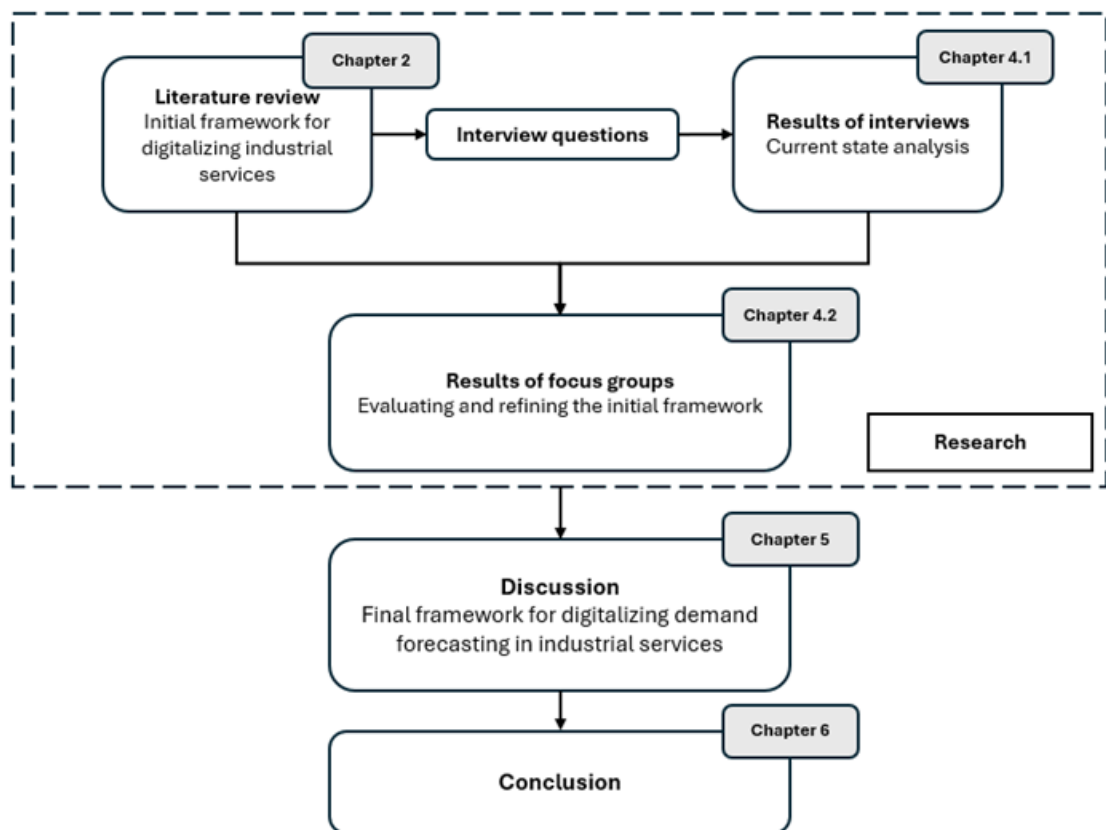 Chapter 2
Literature review
Initial framework for
digitalizing industrial
services
Interview questions
Chapter 4.1
Results of interviews
Current state analysis
Chapter 4.2
Results of focus groups
Evaluating and refining the initial framework
Research
Chapter 5
Discussion
Final framework for digitalizing demand
forecasting in industrial services
Chapter 6
Conclusion